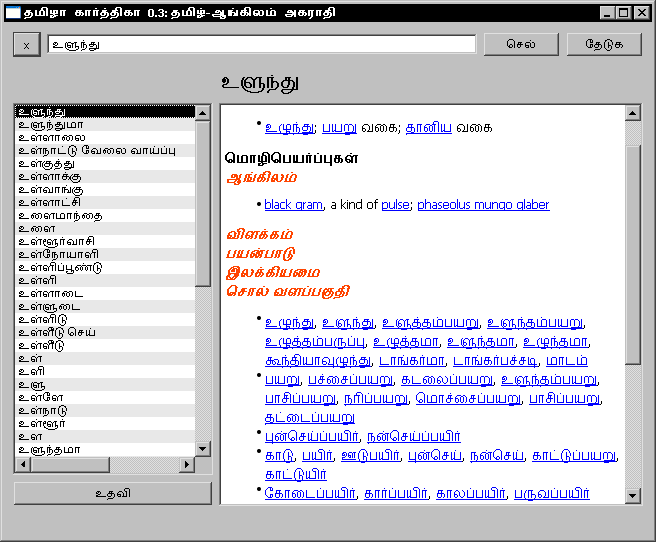 தமிழா கார்த்திகா 0.3: தமிழ்-ஆங்கிலம் அகராதி
x
உளுந்து
செல்
தேடுக
உளுந்து
உளுந்து
உளுந்துமா
உள்ளாலை
உள்நாட்டு வேலை வாய்ப்பு
உள்குத்து
உள்ளாக்கு
உள்வாங்கு
உள்ளாட்சி
உளைமாந்தை
உளை
உள்ளூர்வாசி
உள்நோயாளி
உள்ளிப்பூண்டு
உள்ளி
உள்ளாடை
உள்ளுடை
உள்ளிடு
உள்ளீடு செய்
உள்ளீடு
உள்
உளி
உளு
உள்ளே
உள்நாடு
உள்ளூர்
உள
உளுந்தமா
உதவி
• உழுந்து; பயறு வகை; தானிய வகை
மொழிபெயர்ப்புகள்
ஆங்கிலம்
• black gram, a kind of pulse; phaseolus mungo glaber
விளக்கம்
பயன்பாடு
இலக்கியமை
சொல் வளப்பகுதி
• உழுந்து, உளுந்து, உளுத்தம்பயறு, உளுந்தம்பயறு,
உழுத்தம்பருப்பு, உழுத்தமா, உளுந்தமா, உழுந்தமா,
கூந்தியாவுழுந்து, டாங்கர்மா, டாங்கர்பச்சடி, மாடம்
• பயறு, பச்சைப்பயறு, கடலைப்பயறு, உளுந்தம்பயறு,
பாசிப்பயறு, நரிப்பயறு, மொச்சைப்பயறு, பாசிப்பயறு,
தட்டைப்பயறு
• புன்செய்ப்பயிர், நன்செய்ப்பயிர்
• காடு, பயிர், ஊடுபயிர், புன்செய், நன்செய், காட்டுப்பயறு,
காட்டுயிர்
• கோடைப்பயிர், கார்ப்பயிர், காலப்பயிர், பருவப்பயிர்